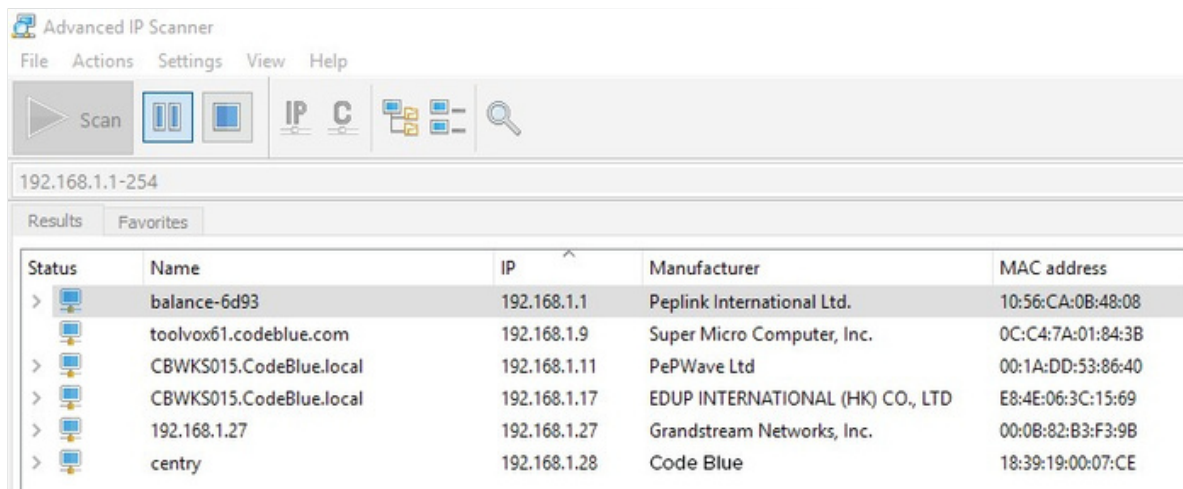 Advanced IP Scanner
File Actions Settings View Help
Scan IP C
192.168.1.1-254
Results Favorites
Status Name IP Manufacturer MAC address
balance-6d93 192.168.1.1 Peplink International Ltd. 10:56:CA:0B:48:08
toolvox61.codeblue.com 192.168.1.9 Super Micro Computer, Inc. 0C:C4:7A:01:84:3B
CBWKS015.CodeBlue.local 192.168.1.11 PePWave Ltd 00:1A:DD:53:86:40
CBWKS015.CodeBlue.local 192.168.1.17 EDUP INTERNATIONAL (HK) CO., LTD E8:4E:06:3C:15:69
192.168.1.27 192.168.1.27 Grandstream Networks, Inc. 00:0B:82:B3:F3:9B
centry 192.168.1.28 Code Blue 18:39:19:00:07:CE